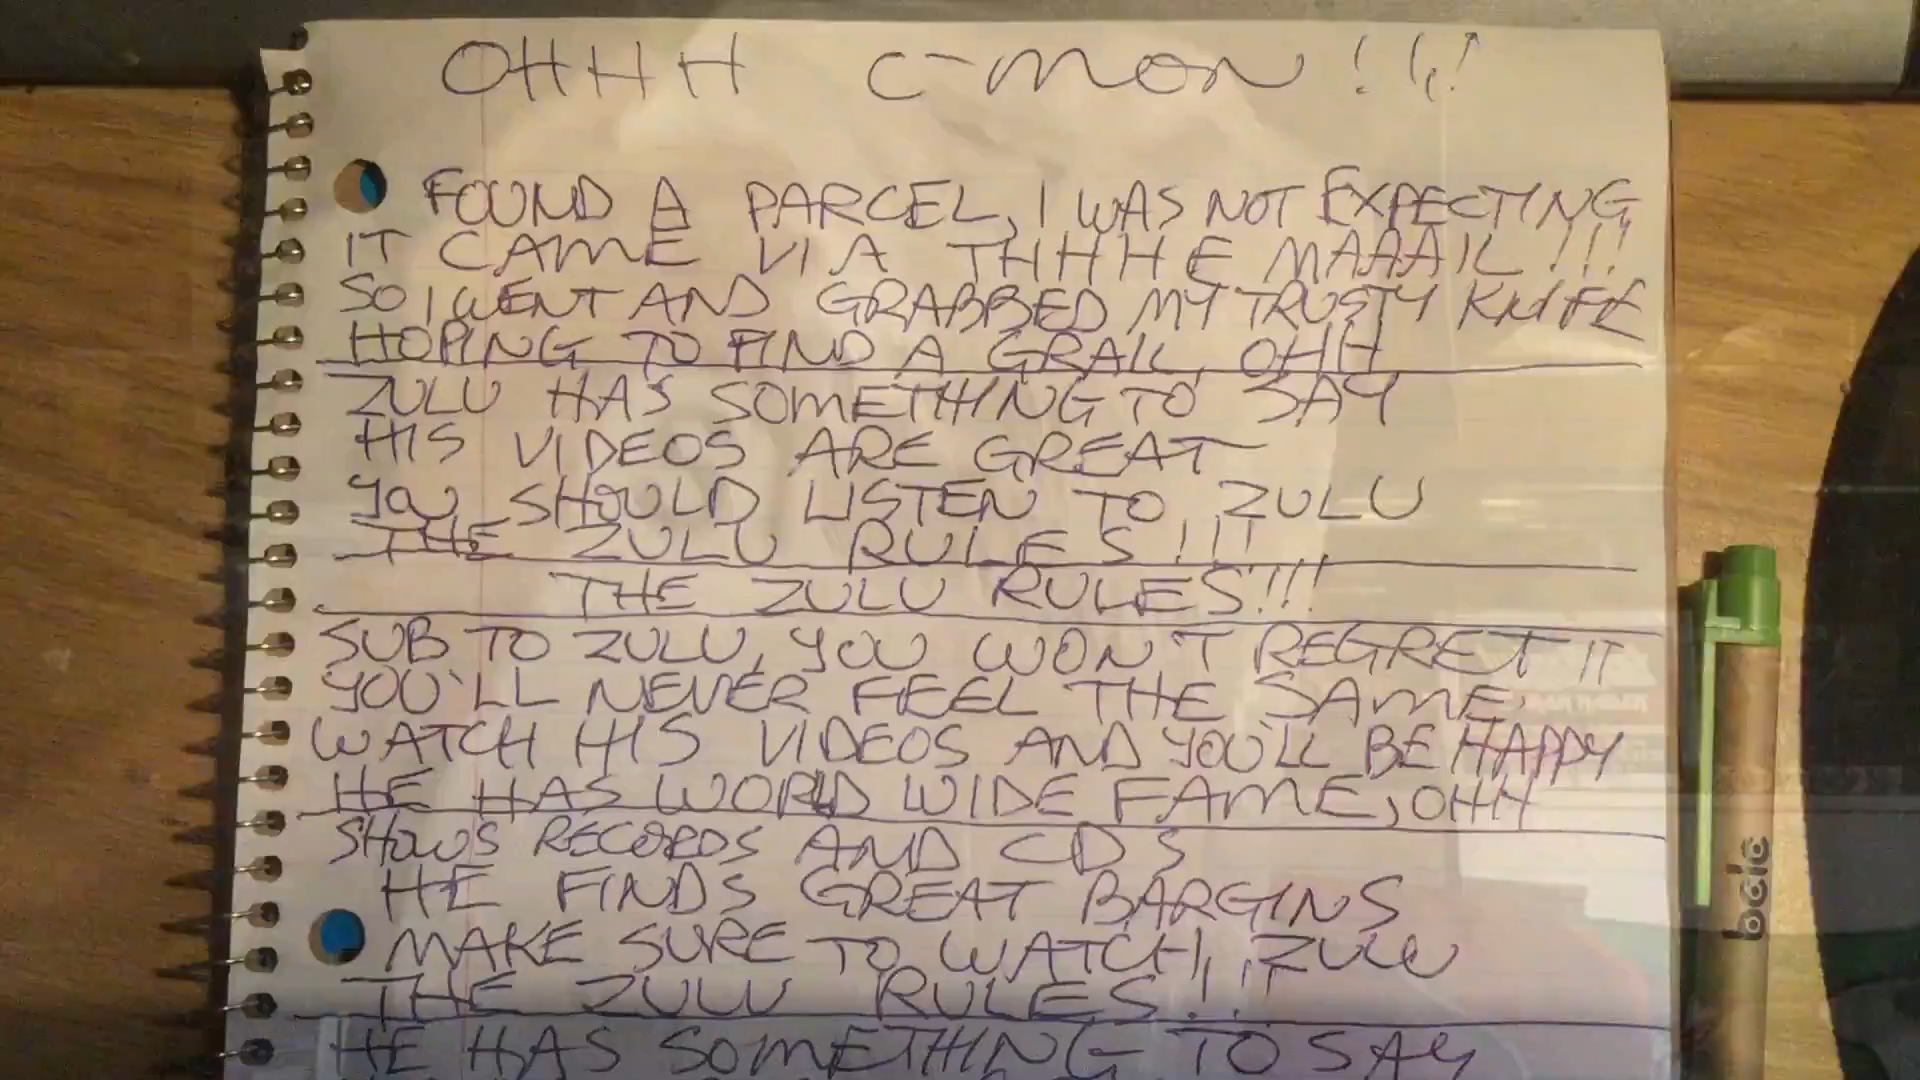 OHHH C-MON!!!
FOUND A PARCEL, I WAS NOT EXPECTING
IT CAME VIA THHHE MAAAIL!!!
SO I WENT AND GRABBED MY TRUSTY KNIFE
HOPING TO FIND A GRAIL, OHH
ZULU HAS SOMETHING TO SAY
HIS VIDEOS ARE GREAT
YOU SHOULD LISTEN TO ZULU
THE ZULU RULES!!!
THE ZULU RULES!!!
SUB TO ZULU, YOU WON'T REGRET IT
YOU'LL NEVER FEEL THE SAME
WATCH HIS VIDEOS AND YOU'LL BE HAPPY
HE HAS WORLD WIDE FAME, OHH
SHOWS RECORDS AND CDS
HE FINDS GREAT BARGINS
MAKE SURE TO WATCH, ZULU
THE ZULU RULES!!!
HE HAS SOMETHING TO SAY